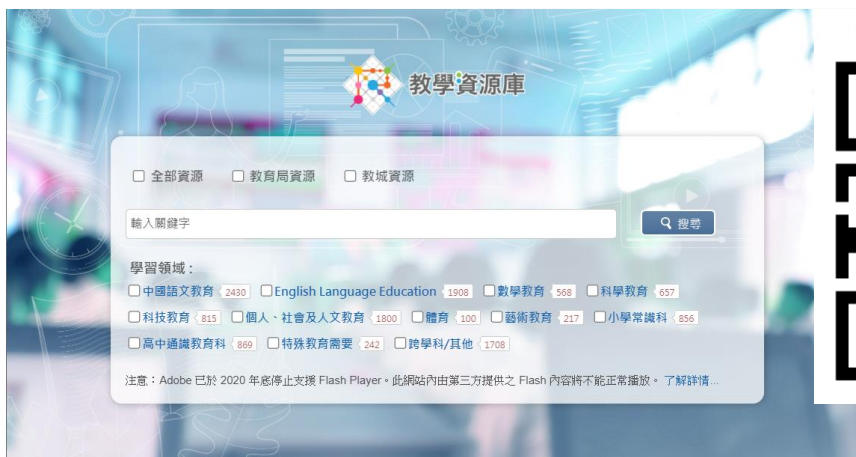 教學資源庫
全部資源 教育局資源 教城資源
輸入關鍵字 搜尋
學習領域：
中國語文教育 2430 English Language Education 1908 數學教育 568 科學教育 657
科技教育 815 個人、社會及人文教育 1800 體育 100 藝術教育 217 小學常識科 856
高中通識教育科 869 特殊教育需要 242 跨學科/其他 1708
注意：Adobe 已於 2020 年底停止支援 Flash Player。此網站內由第三方提供之 Flash 內容將不能正常播放。了解詳情...